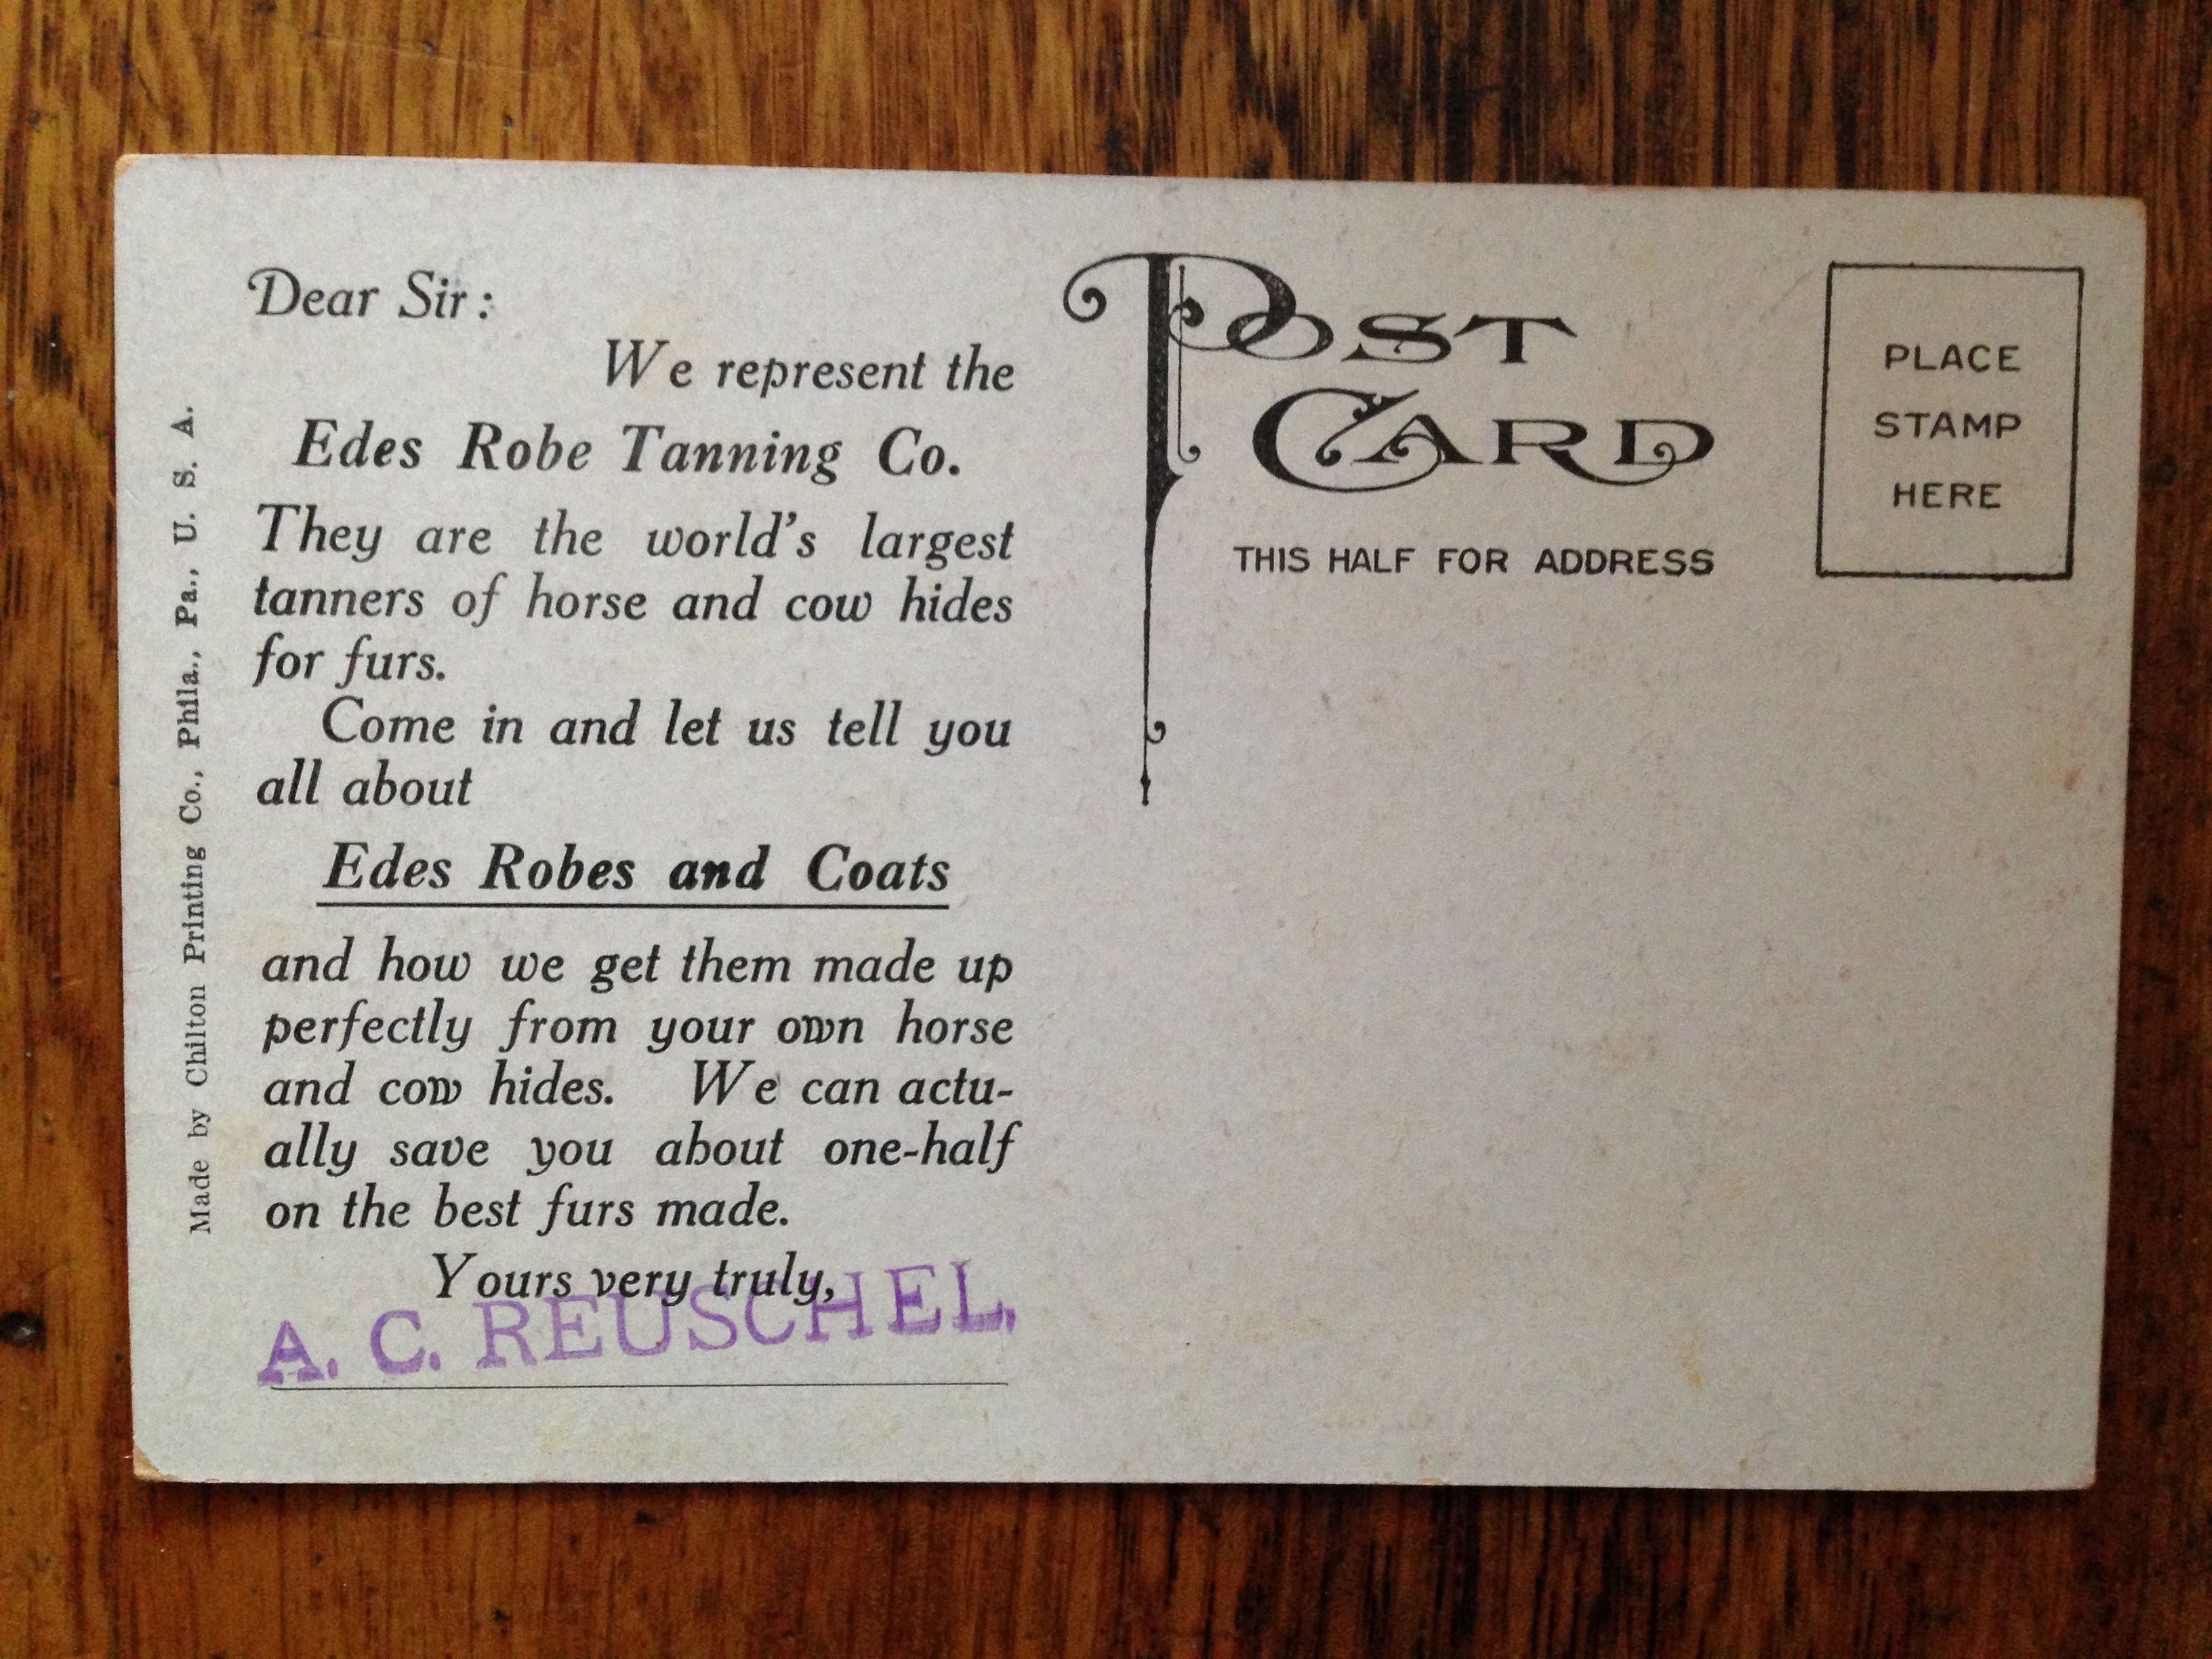 Dear Sir:
We represent the
Edes Robe Tanning Co.
They are the world's largest
tanners of horse and cow hides
for furs.
Come in and let us tell you
all about
Edes Robes and Coats
and how we get them made up
perfectly from your own horse
and cow hides. We can actu-
ally save you about one-half
on the best furs made.
Yours very truly,
A. C. REUSCHEL.
Made by Chilton Printing Co., Phila., Pa., U. S. A.
POST
CARD
THIS HALF FOR ADDRESS
PLACE
STAMP
HERE